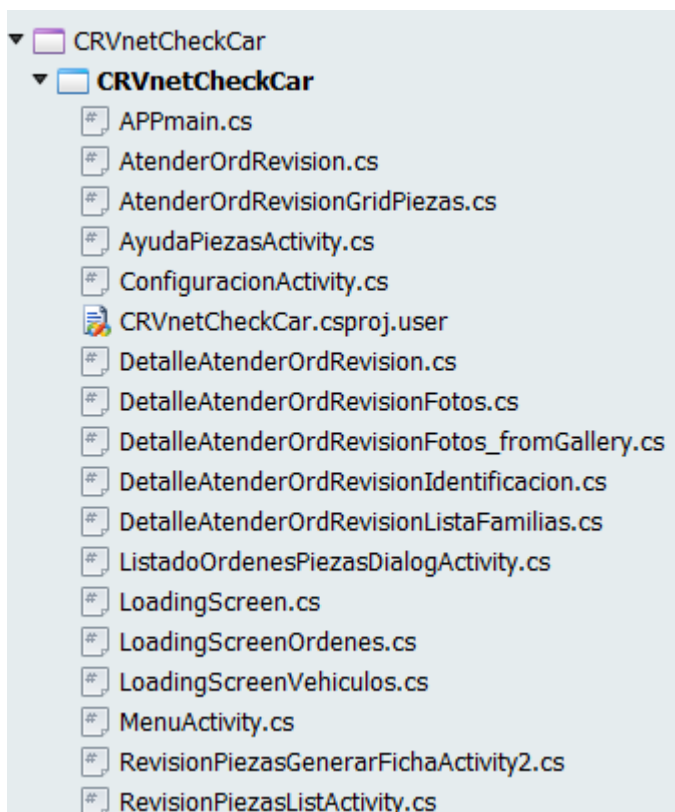 CRVnetCheckCar
CRVnetCheckCar
APPmain.cs
AtenderOrdRevision.cs
AtenderOrdRevisionGridPiezas.cs
AyudaPiezasActivity.cs
ConfiguracionActivity.cs
CRVnetCheckCar.csproj.user
DetalleAtenderOrdRevision.cs
DetalleAtenderOrdRevisionFotos.cs
DetalleAtenderOrdRevisionFotos_fromGallery.cs
DetalleAtenderOrdRevisionIdentificacion.cs
DetalleAtenderOrdRevisionListaFamilias.cs
ListadoOrdenesPiezasDialogActivity.cs
LoadingScreen.cs
LoadingScreenOrdenes.cs
LoadingScreenVehiculos.cs
MenuActivity.cs
RevisionPiezasGenerarFichaActivity2.cs
RevisionPiezasListActivity.cs